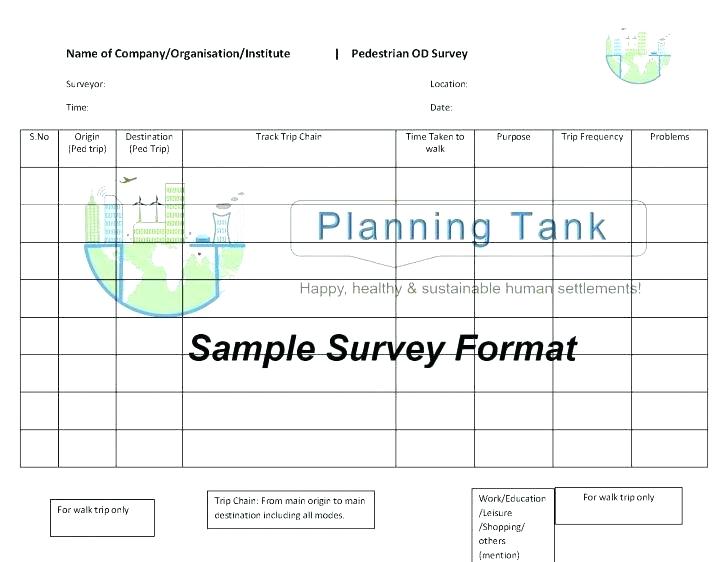 Name of Company/Organisation/Institute | Pedestrian OD Survey
Surveyor: Location:
Time: Date:
S.No Origin Destination Track Trip Chain Time Taken to Purpose Trip Frequency Problems
(Ped trip) (Ped Trip) walk
Planning Tank
Happy, healthy & sustainable human settlements!
Sample Survey Format
For walk trip only
Trip Chain: From main origin to main
destination including all modes.
Work/Education
/Leisure
/Shopping/
others
(mention)
For walk trip only